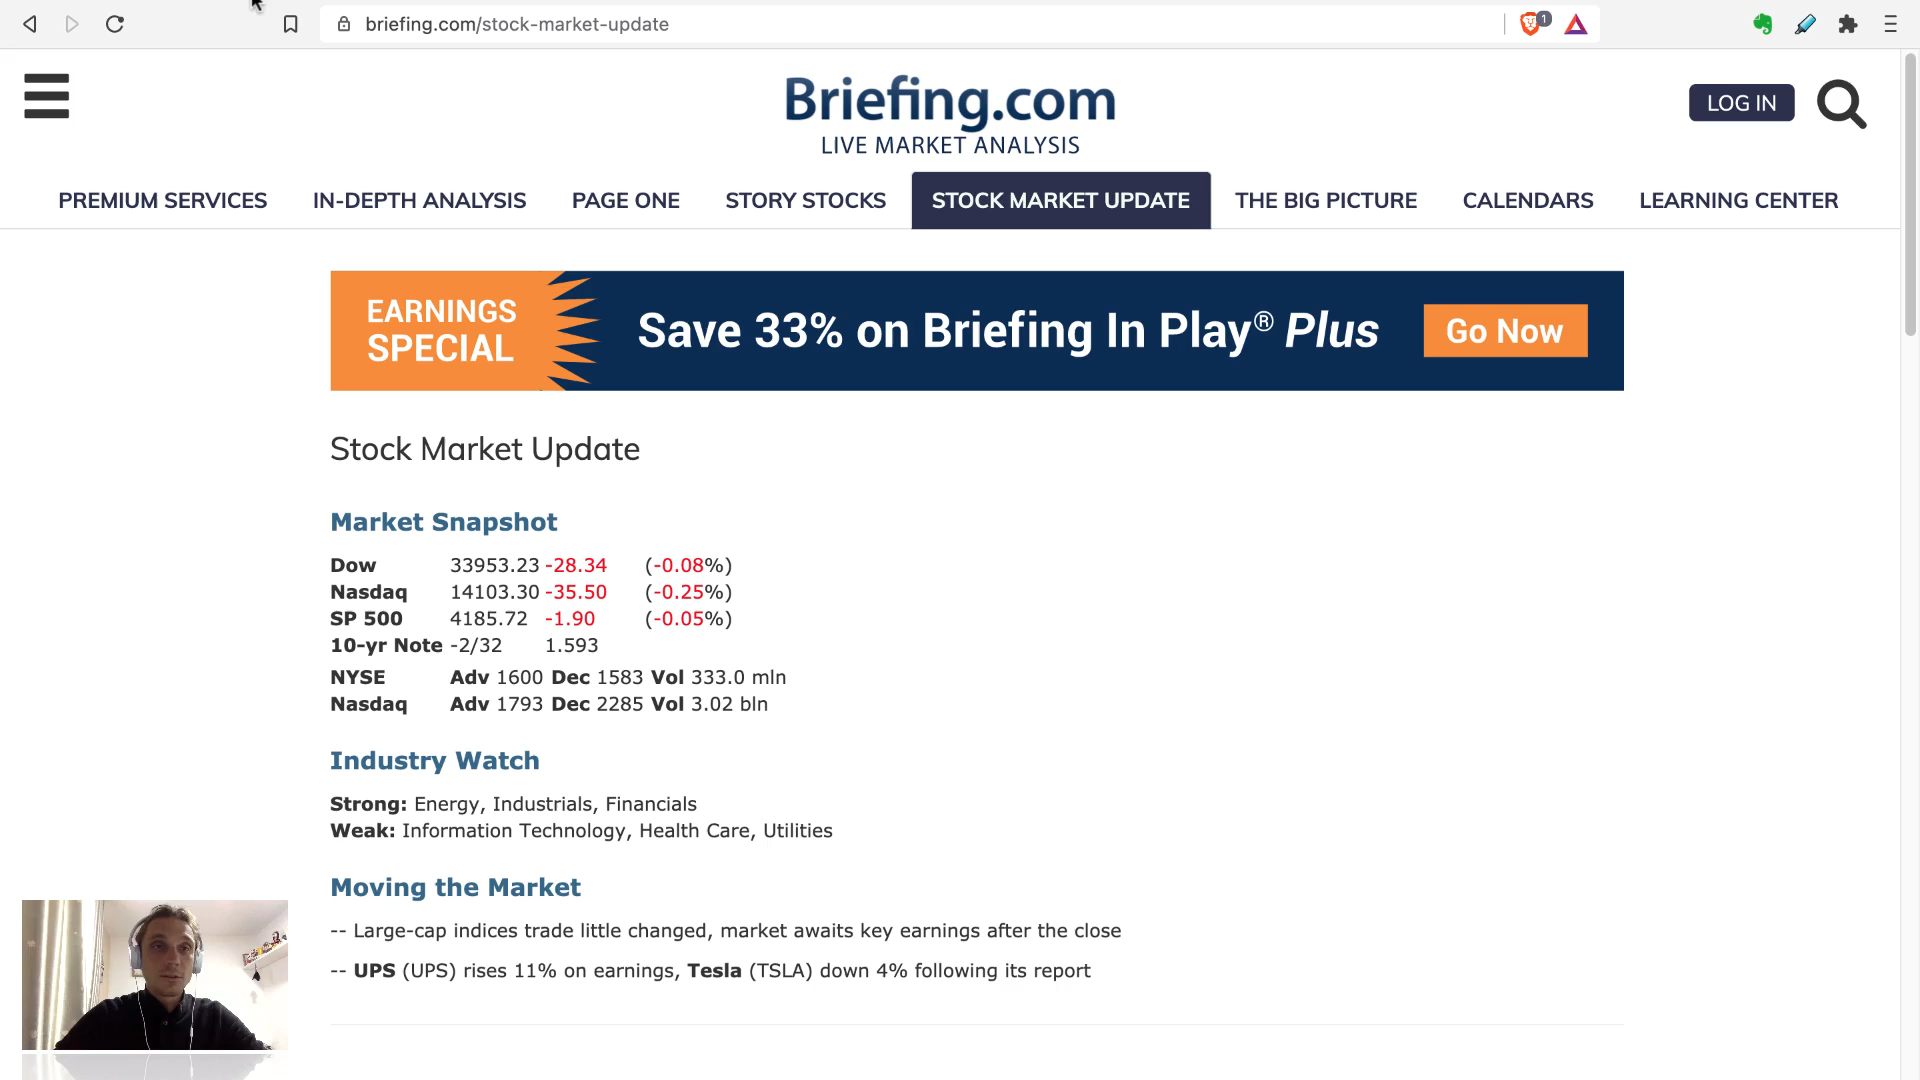 briefing.com/stock-market-update
1
Briefing.com
LIVE MARKET ANALYSIS
LOG IN
PREMIUM SERVICES IN-DEPTH ANALYSIS PAGE ONE STORY STOCKS STOCK MARKET UPDATE THE BIG PICTURE CALENDARS LEARNING CENTER
EARNINGS
SPECIAL
Save 33% on Briefing In Play® Plus
Go Now
Stock Market Update
Market Snapshot
Dow 33953.23 -28.34 (-0.08%)
Nasdaq 14103.30 -35.50 (-0.25%)
SP 500 4185.72 -1.90 (-0.05%)
10-yr Note -2/32 1.593
NYSE Adv 1600 Dec 1583 Vol 333.0 mln
Nasdaq Adv 1793 Dec 2285 Vol 3.02 bln
Industry Watch
Strong: Energy, Industrials, Financials
Weak: Information Technology, Health Care, Utilities
Moving the Market
-- Large-cap indices trade little changed, market awaits key earnings after the close
-- UPS (UPS) rises 11% on earnings, Tesla (TSLA) down 4% following its report